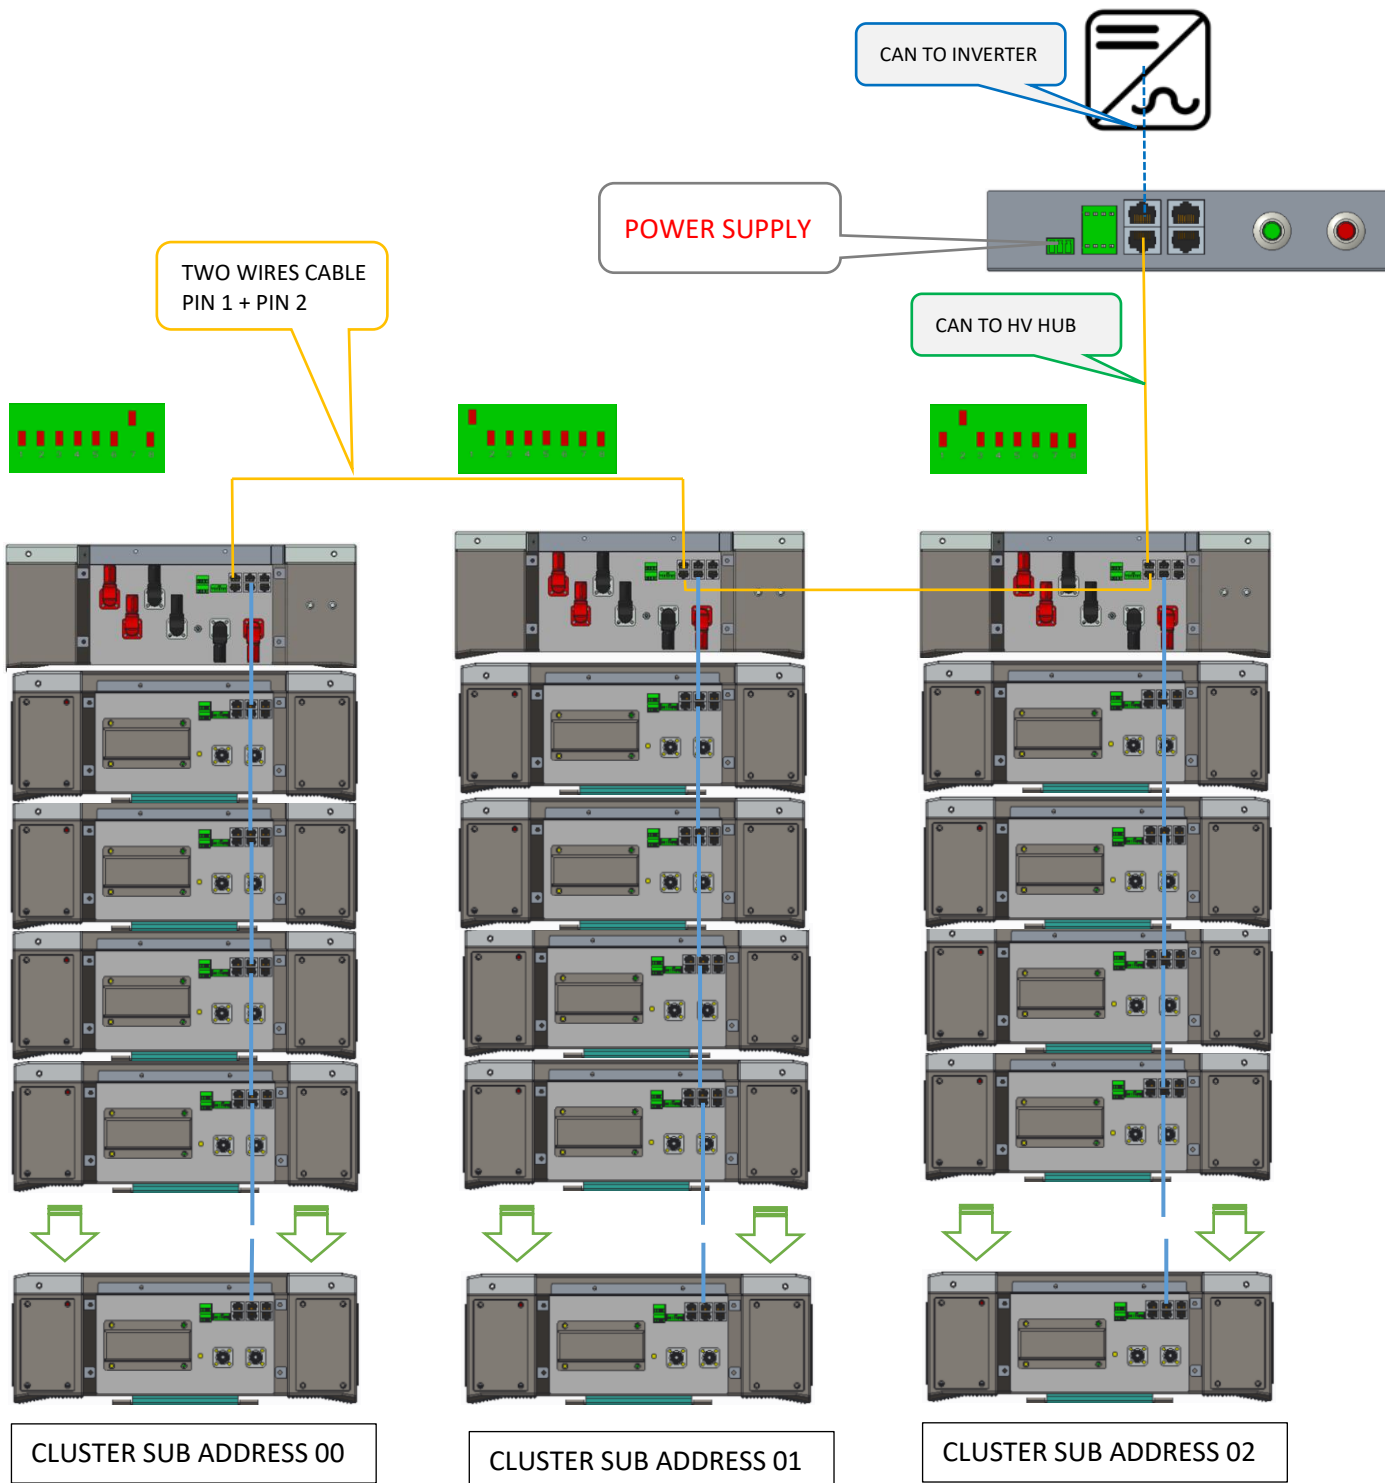 CAN TO INVERTER
POWER SUPPLY
TWO WIRES CABLE
PIN 1 + PIN 2
CAN TO HV HUB
CLUSTER SUB ADDRESS 00
CLUSTER SUB ADDRESS 01
CLUSTER SUB ADDRESS 02